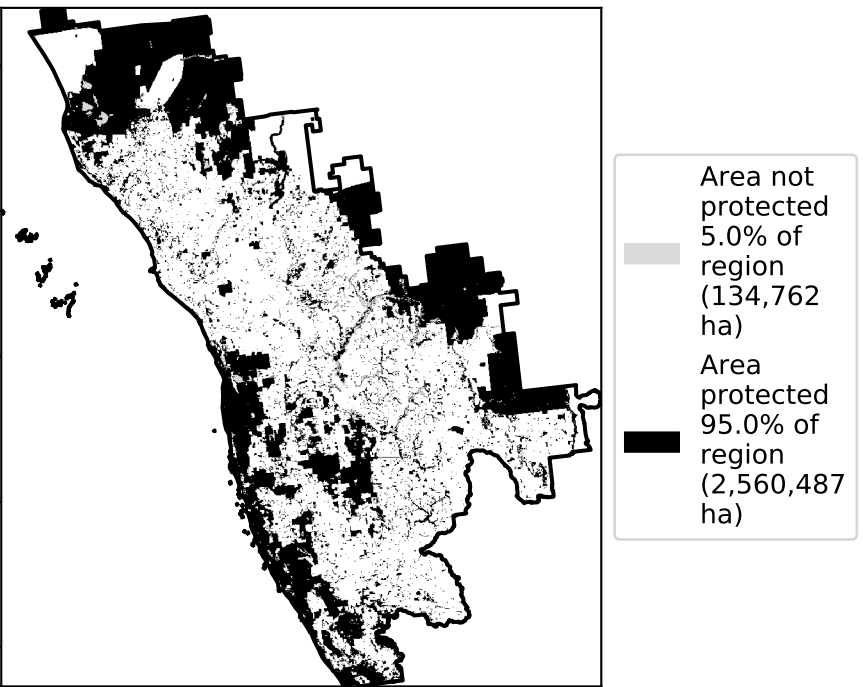 Area not
protected
5.0% of
region
(134,762
ha)
Area
protected
95.0% of
region
(2,560,487
ha)